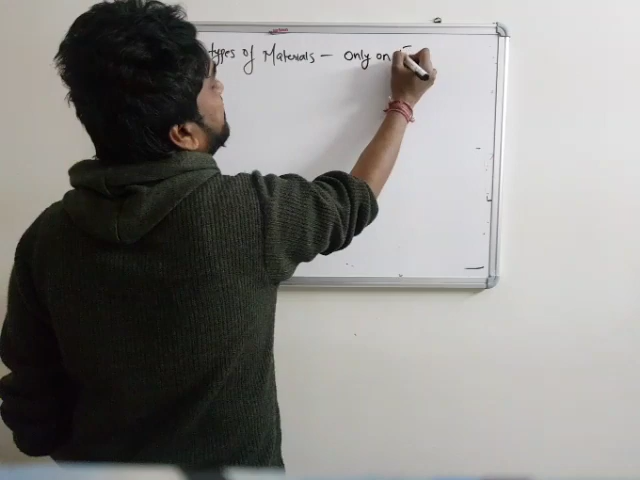 types of Materials — Only on